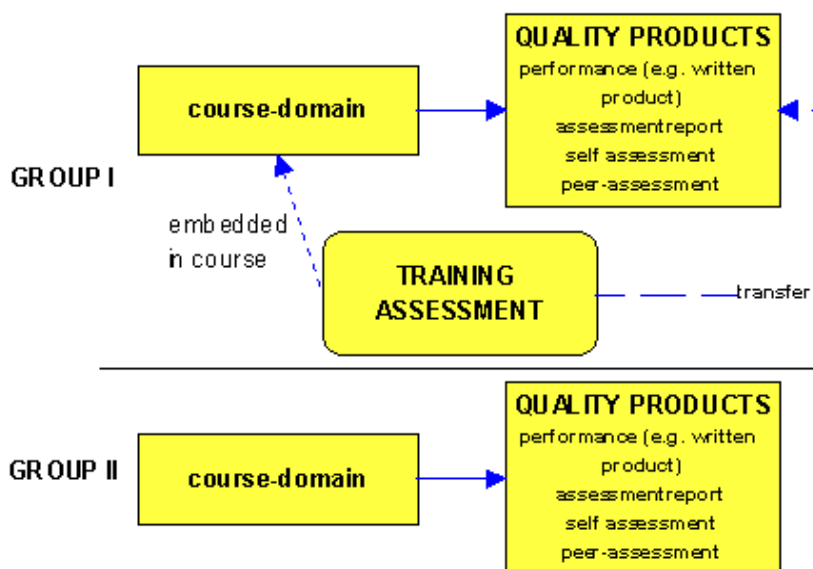 QUALITY PRODUCTS
performance (e.g. written
product)
assessmentreport
self assessment
peer-assessment
course-domain
GROUP I
embedded
in course
TRAINING
ASSESSMENT
transfer
QUALITY PRODUCTS
performance (e.g. written
product)
assessmentreport
self assessment
peer-assessment
course-domain
GROUP II